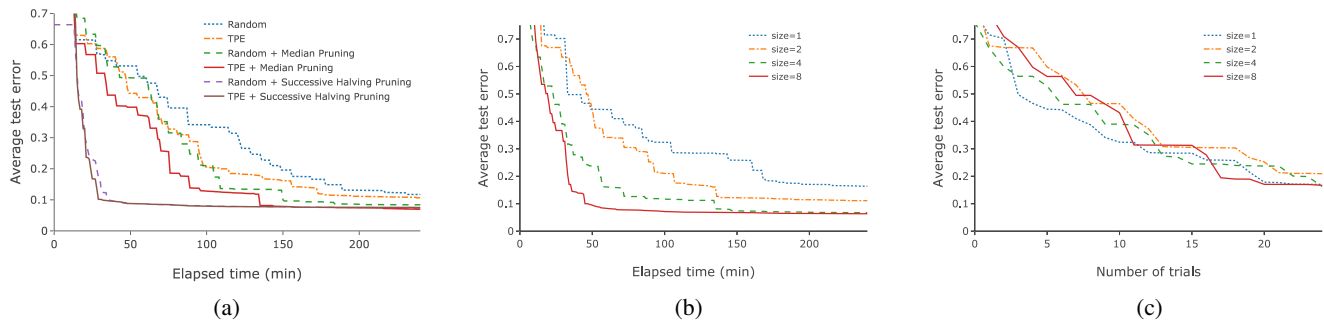 0.7
0.6
0.5
0.4
0.3
0.2
0.1
0
Average test error
0
50
100
150
200
Elapsed time (min)
Random
TPE
Random + Median Pruning
TPE + Median Pruning
Random + Successive Halving Pruning
TPE + Successive Halving Pruning
(a)
0.7
0.6
0.5
0.4
0.3
0.2
0.1
0
Average test error
0
50
100
150
200
Elapsed time (min)
size=1
size=2
size=4
size=8
(b)
0.7
0.6
0.5
0.4
0.3
0.2
0.1
0
Average test error
0
5
10
15
20
Number of trials
size=1
size=2
size=4
size=8
(c)